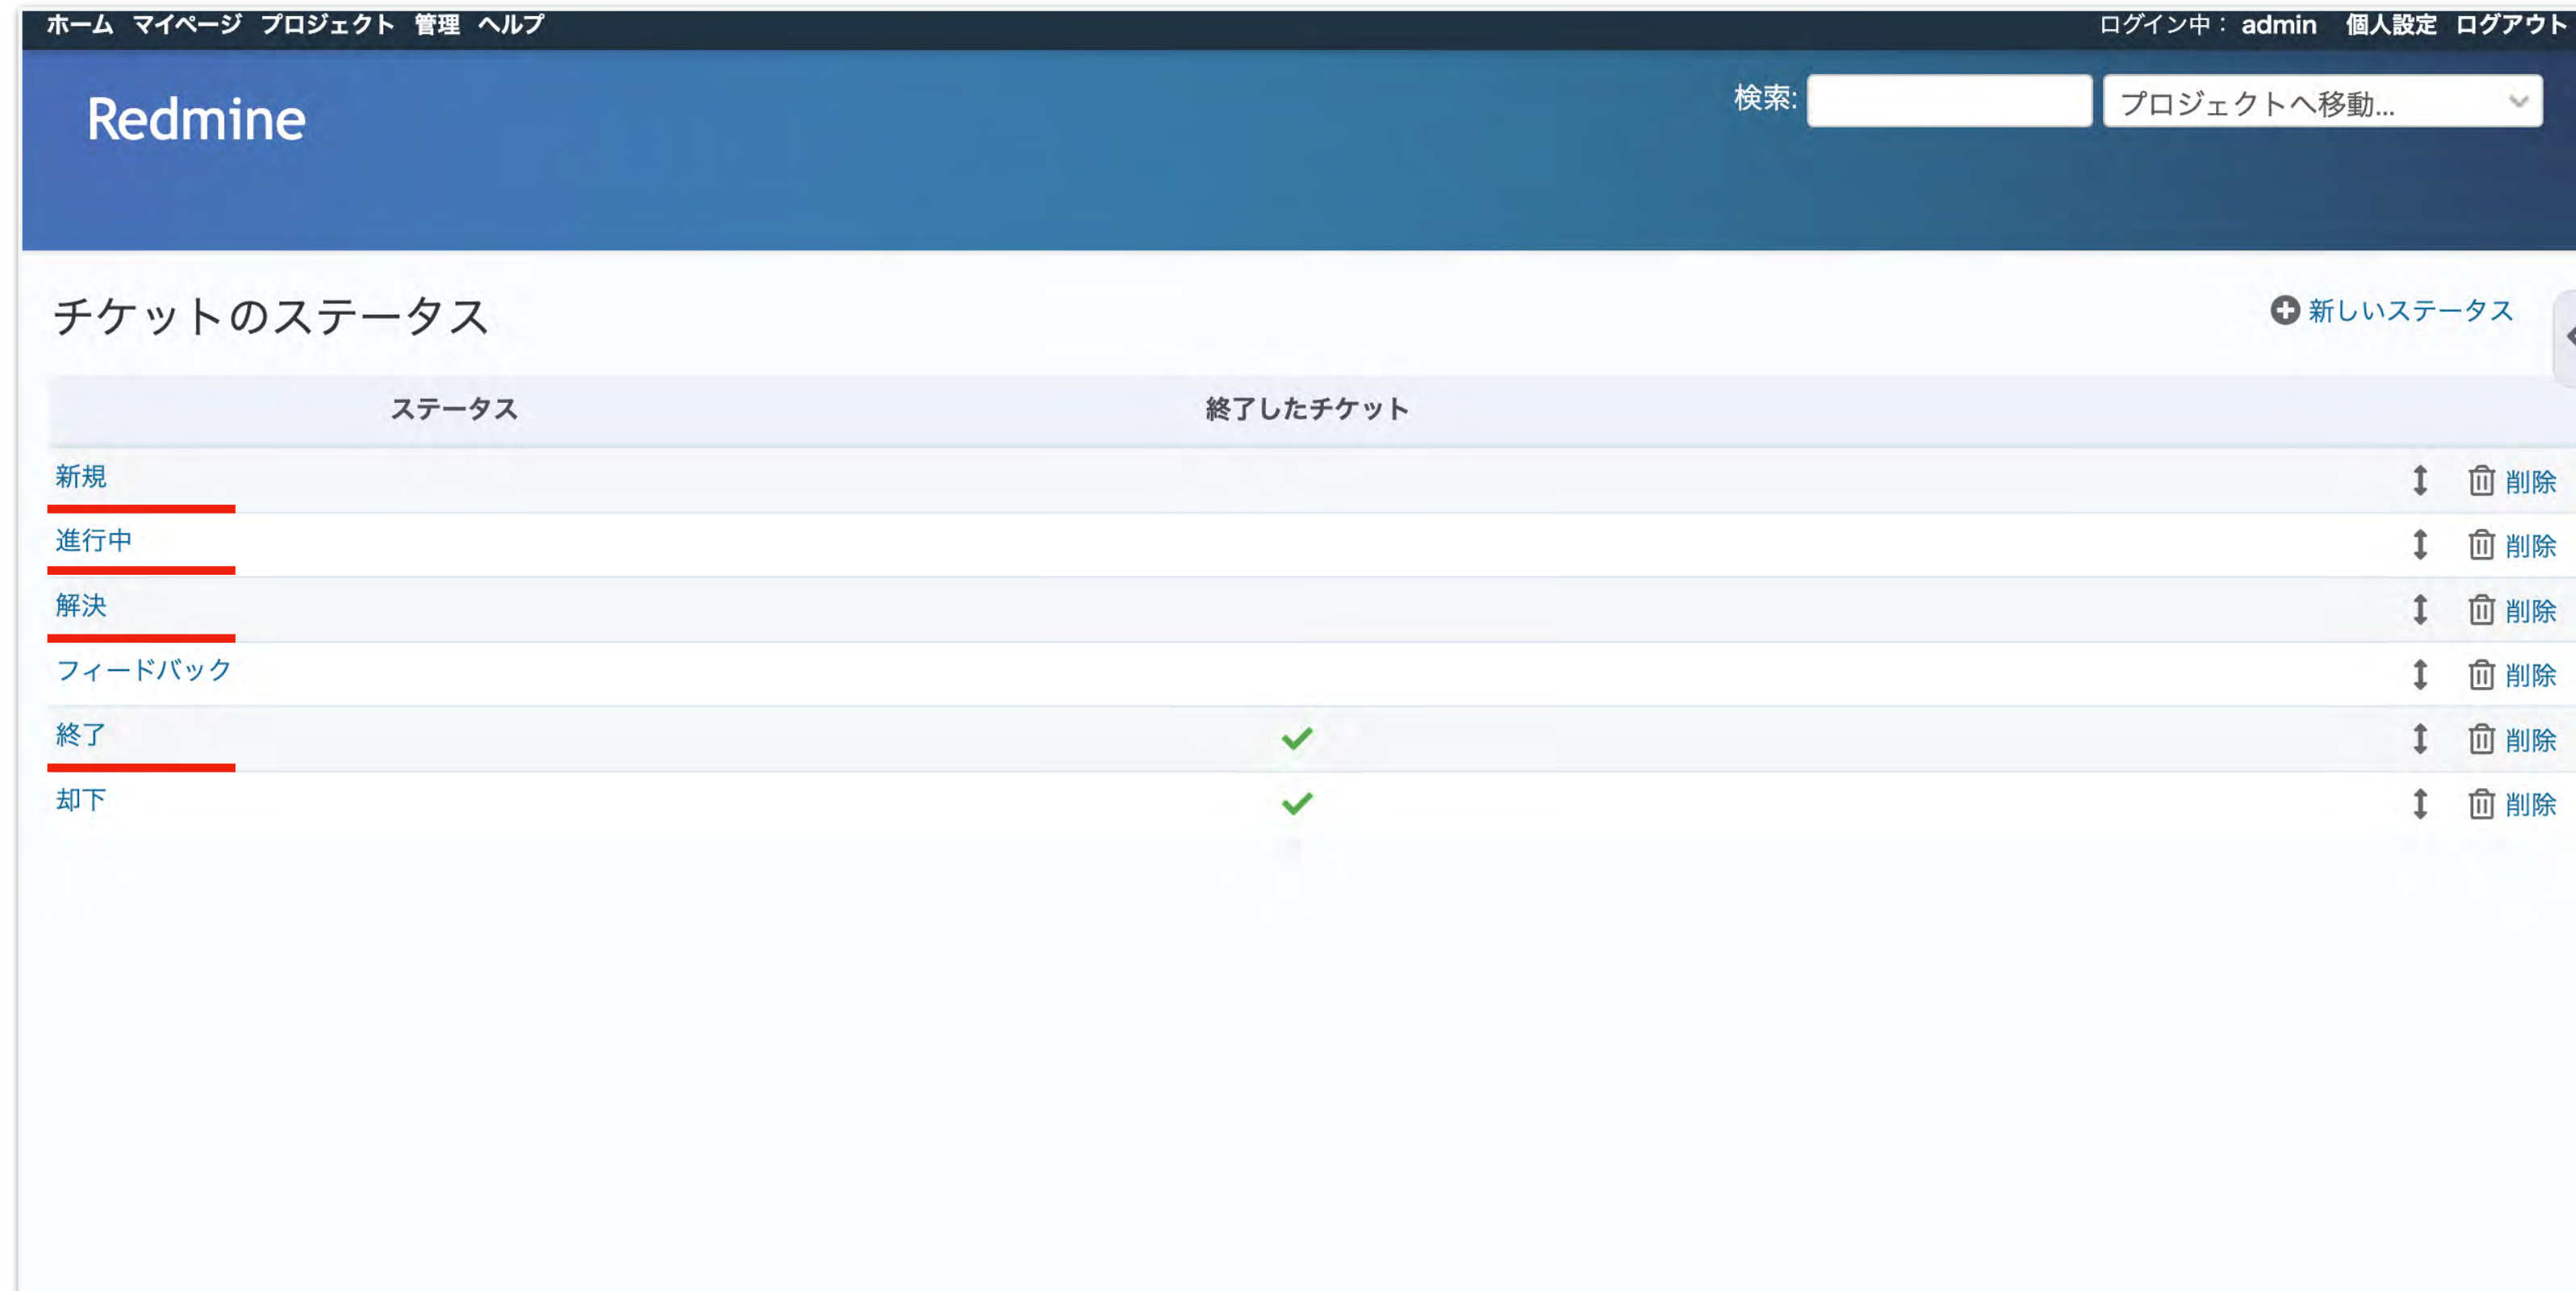 ホーム マイページ プロジェクト 管理 ヘルプ ログイン中： admin 個人設定 ログアウト
Redmine 検索: プロジェクトへ移動...
チケットのステータス 新しいステータス
ステータス 終了したチケット
新規 削除
進行中 削除
解決 削除
フィードバック 削除
終了 削除
却下 削除